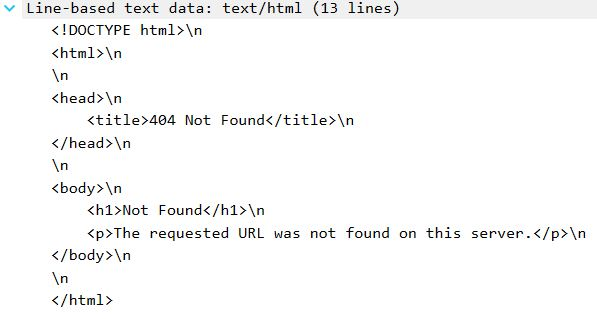 Line-based text data: text/html (13 lines)
<!DOCTYPE html>\n
<html>\n
\n
<head>\n
    <title>404 Not Found</title>\n
</head>\n
\n
<body>\n
    <h1>Not Found</h1>\n
    <p>The requested URL was not found on this server.</p>\n
</body>\n
\n
</html>